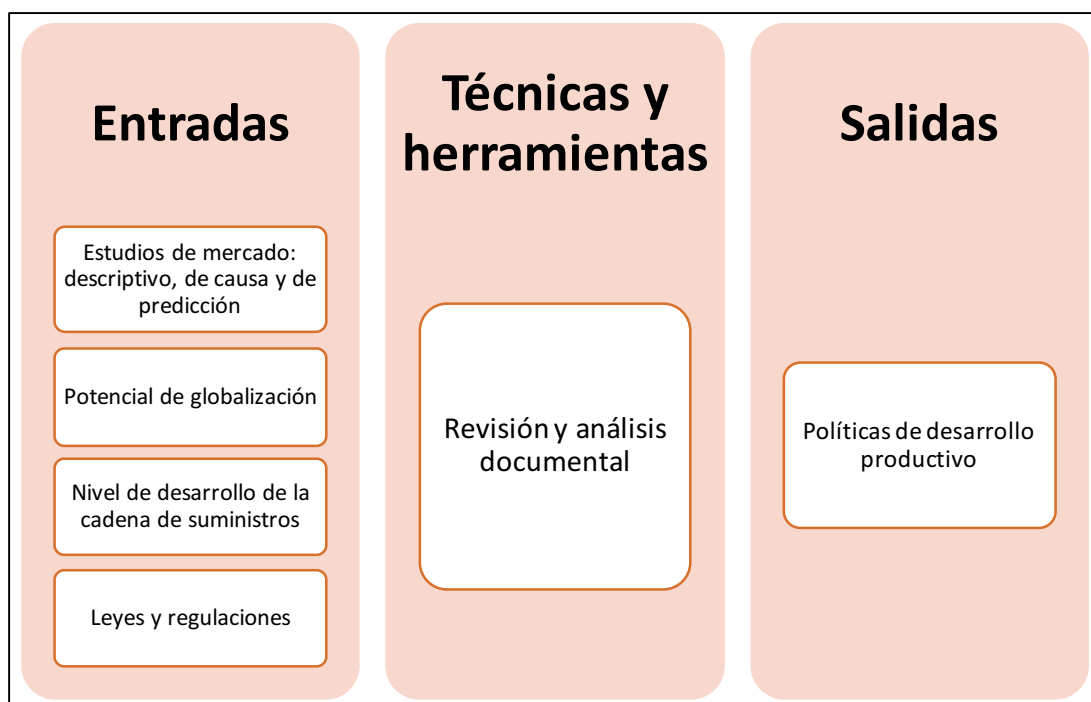 Entradas
Estudios de mercado:
descriptivo, de causa y de
predicción
Potencial de globalización
Nivel de desarrollo de la
cadena de suministros
Leyes y regulaciones
Técnicas y
herramientas
Revisión y análisis
documental
Salidas
Políticas de desarrollo
productivo